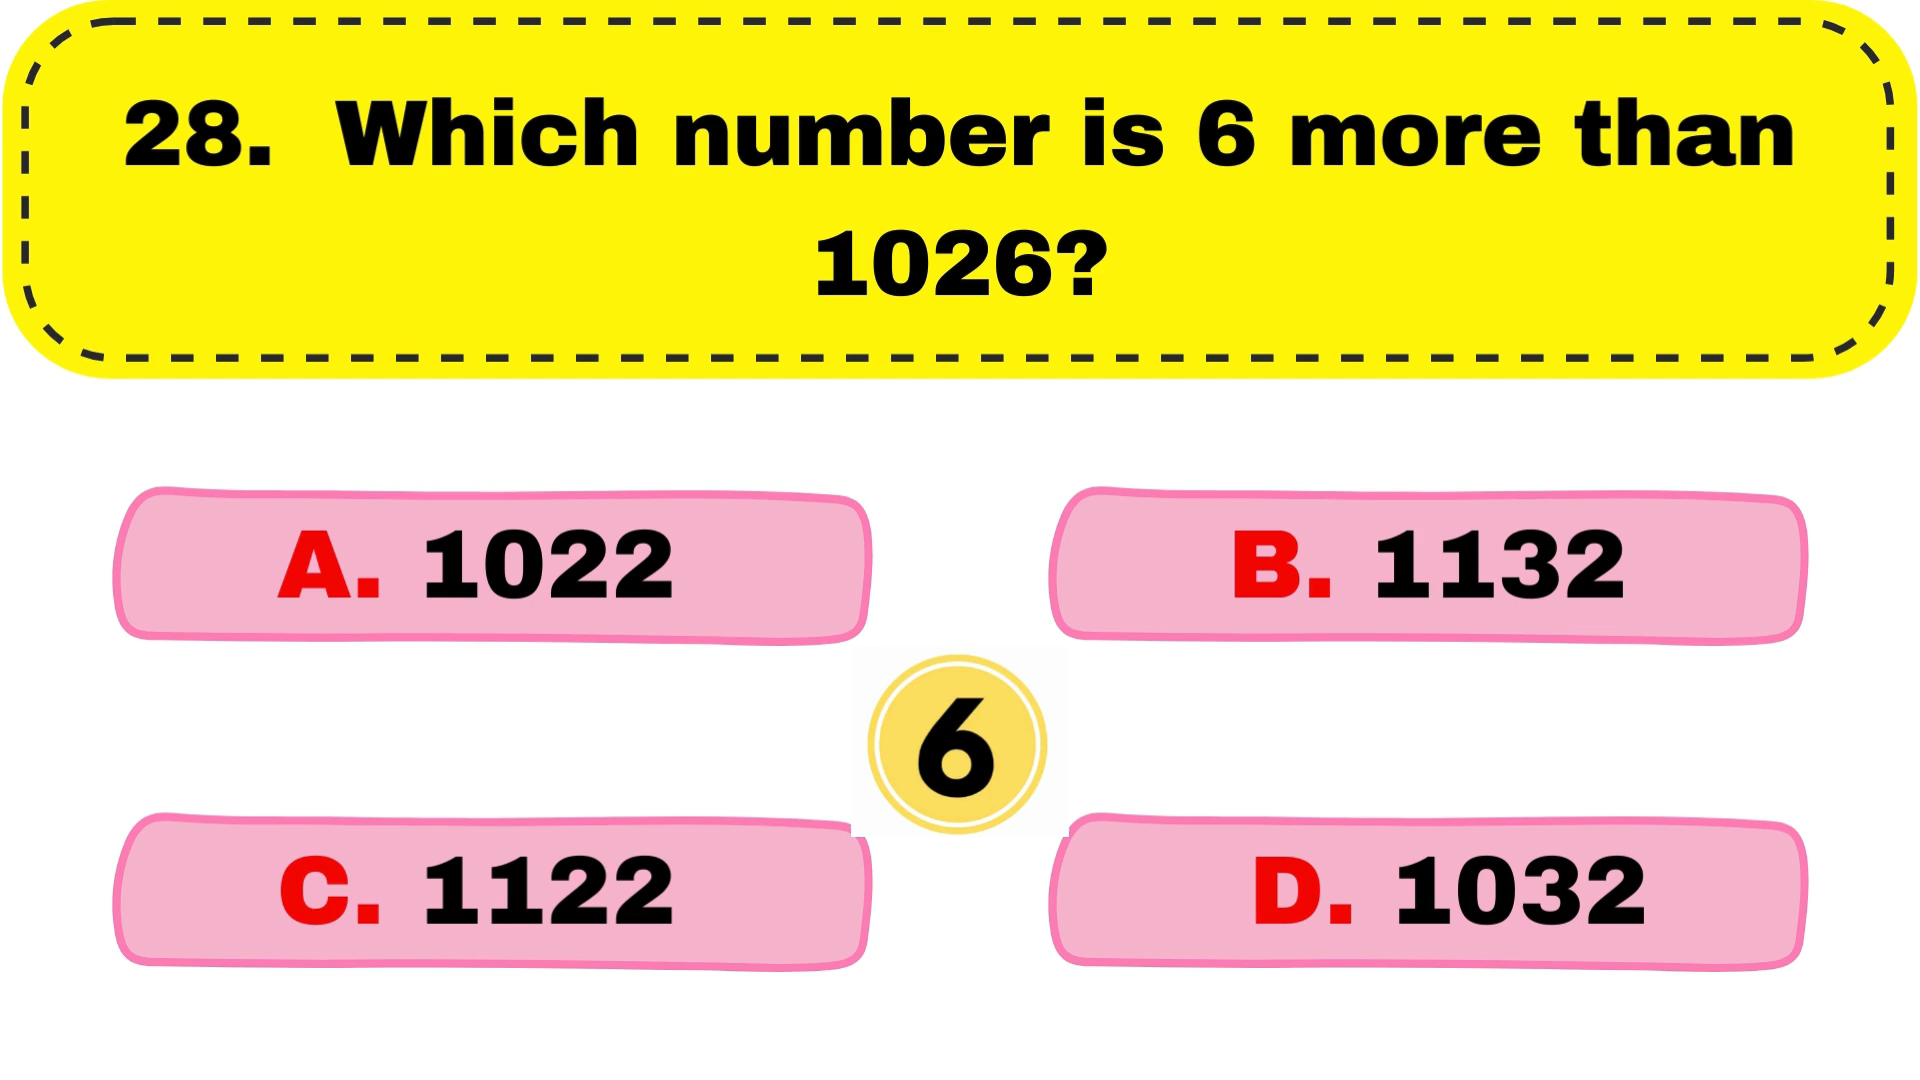 28. Which number is 6 more than
1026?
A. 1022
B. 1132
6
C. 1122
D. 1032